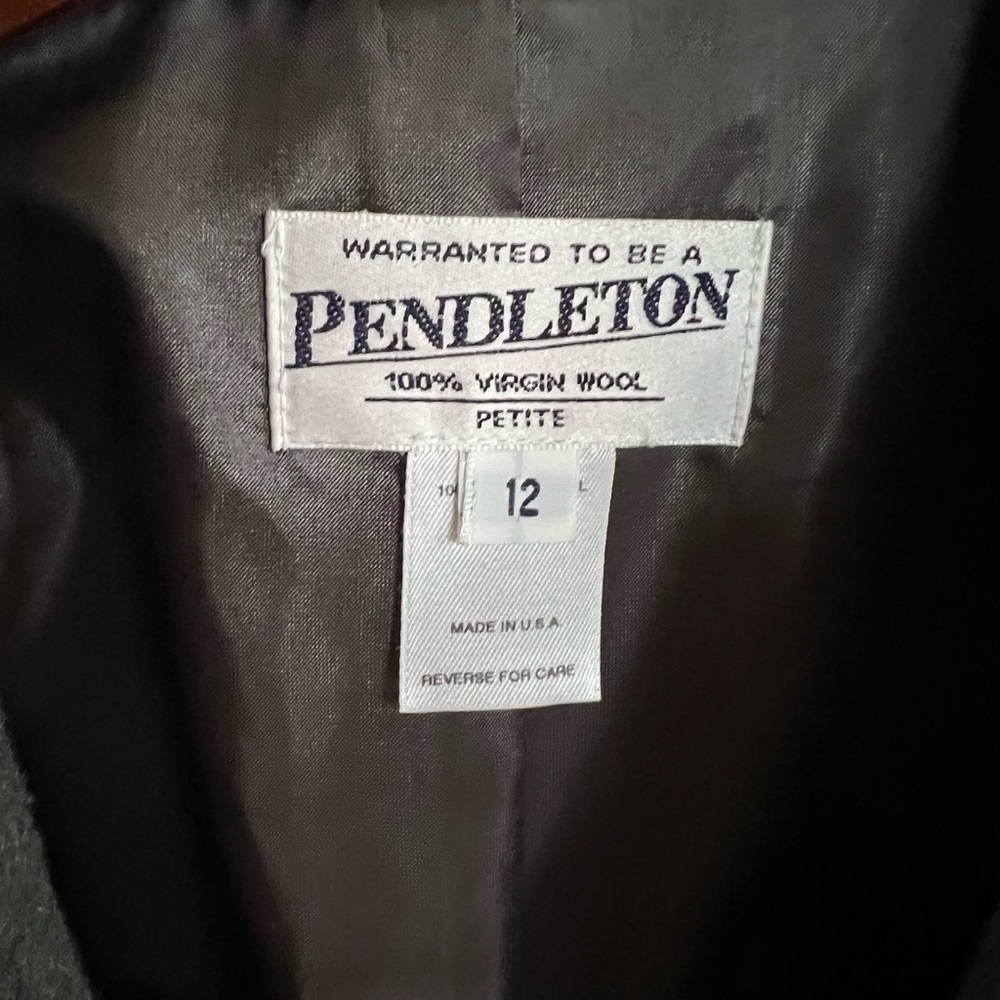 WARRANTED TO BE A
PENDLETON
100% VIRGIN WOOL
PETITE
12
MADE IN U.S.A.
REVERSE FOR CARE